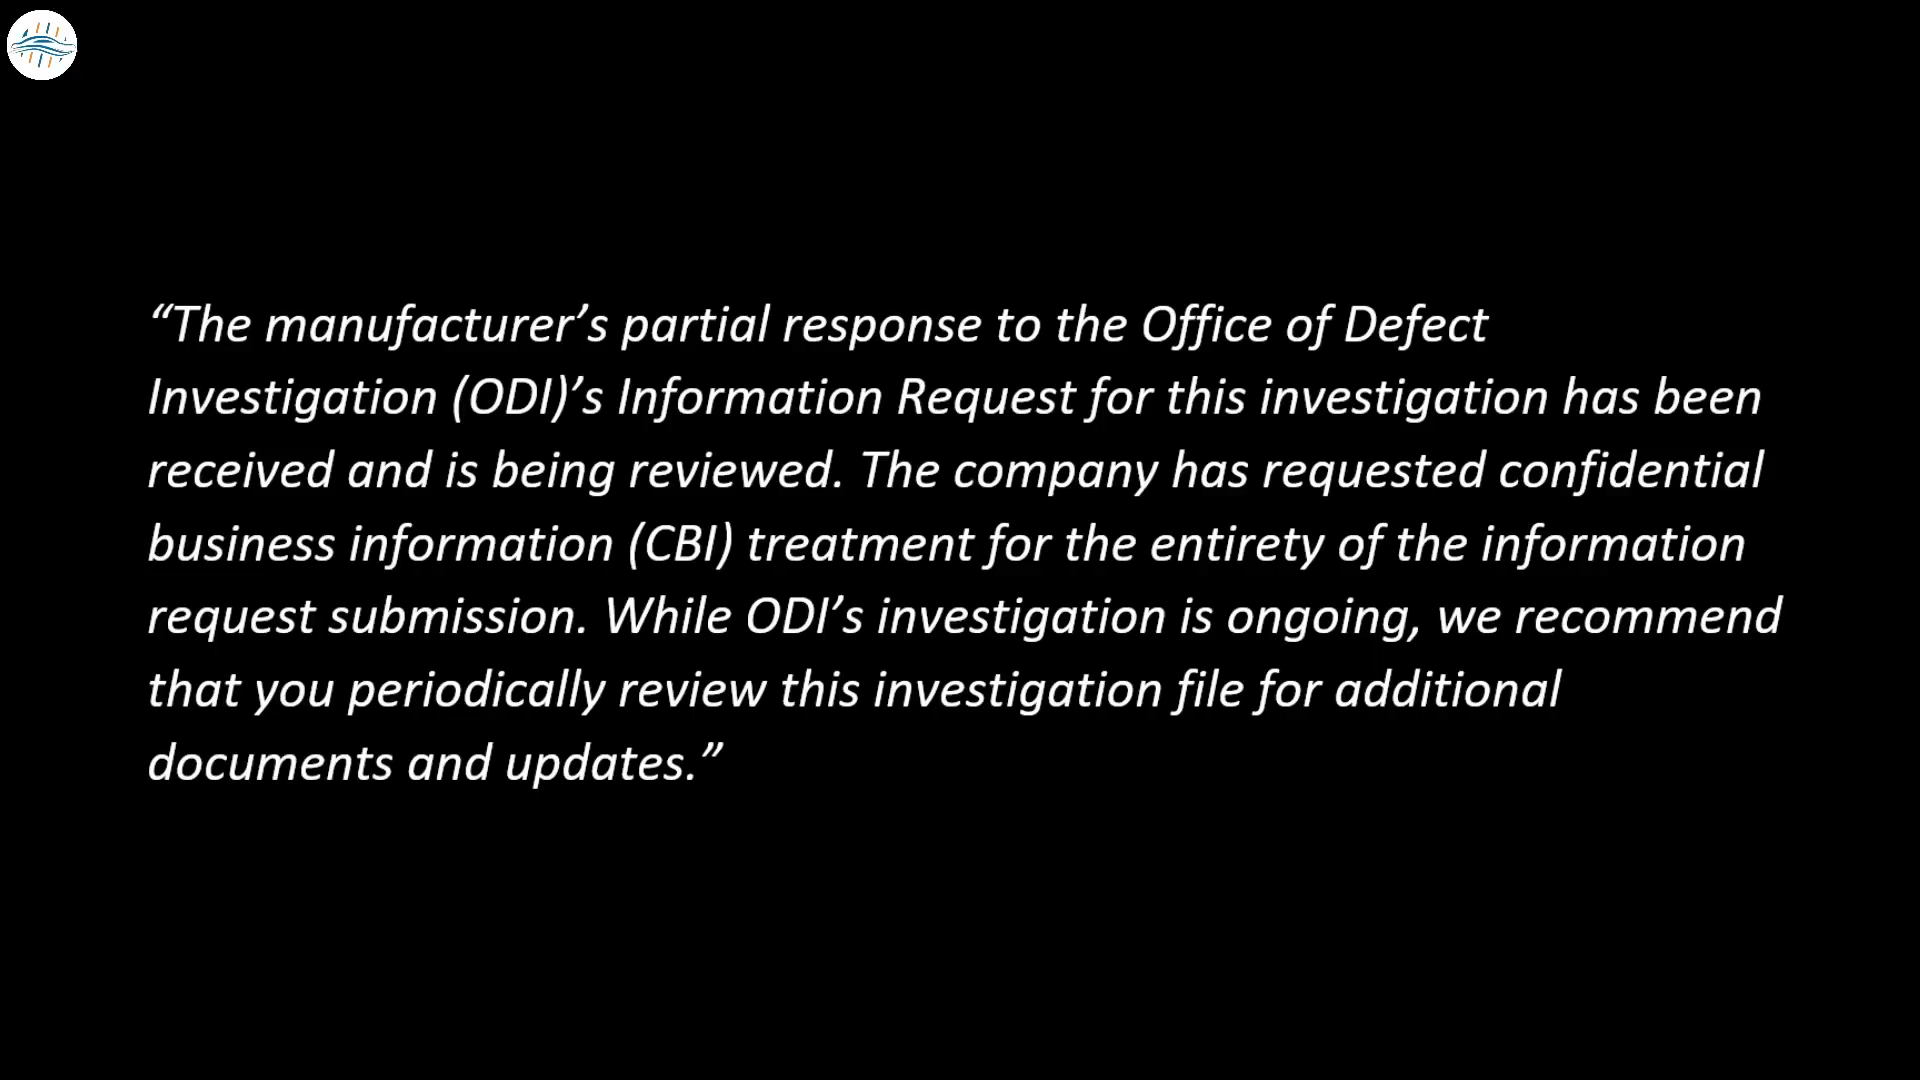 “The manufacturer’s partial response to the Office of Defect
Investigation (ODI)’s Information Request for this investigation has been
received and is being reviewed. The company has requested confidential
business information (CBI) treatment for the entirety of the information
request submission. While ODI’s investigation is ongoing, we recommend
that you periodically review this investigation file for additional
documents and updates.”